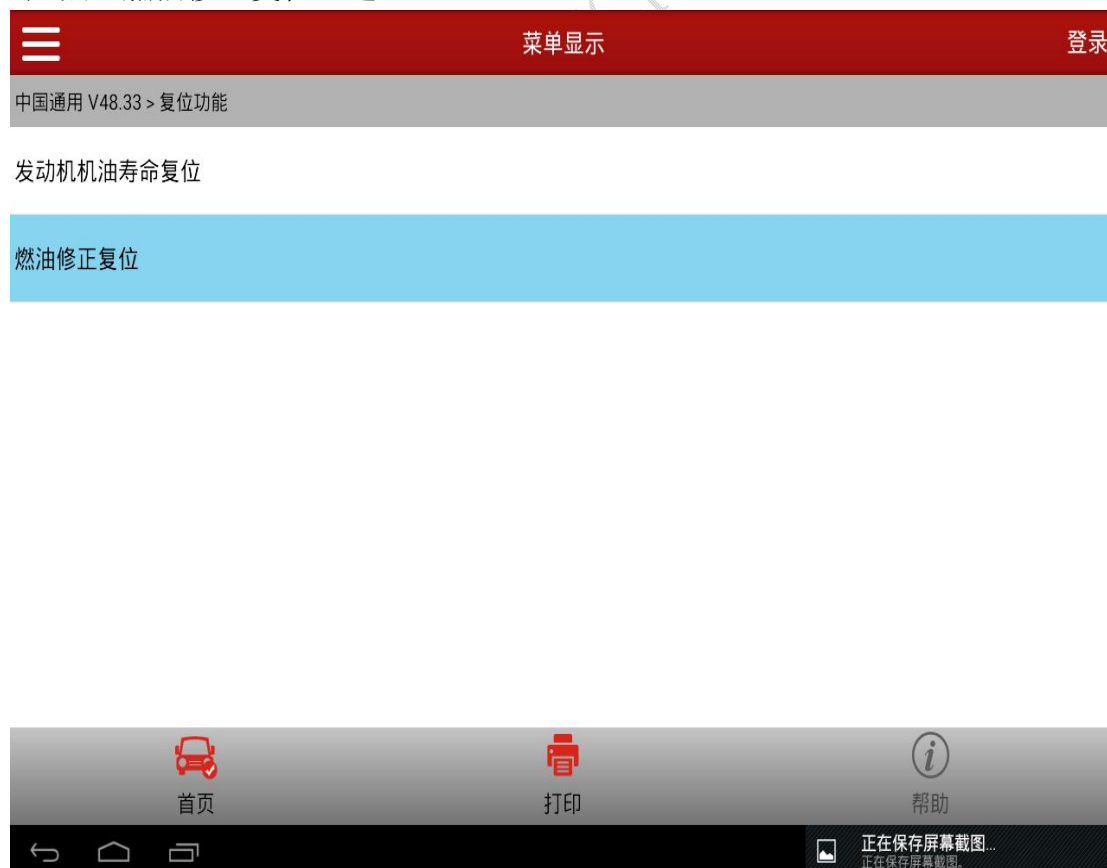 菜单显示
登录
中国通用 V48.33 > 复位功能
发动机机油寿命复位
燃油修正复位
首页
打印
帮助
正在保存屏幕截图...
正在保存屏幕截图。